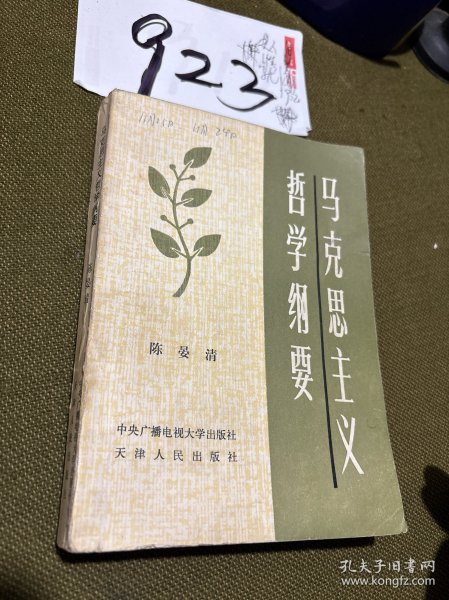 923
马克思主义
哲学纲要
陈晏清
中央广播电视大学出版社
天津人民出版社
孔夫子旧书网
www.kongfz.com